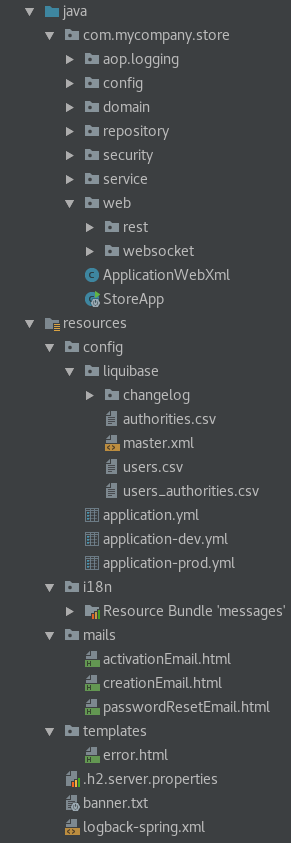 java
com.mycompany.store
aop.logging
config
domain
repository
security
service
web
rest
websocket
ApplicationWebXml
StoreApp
resources
config
liquibase
changelog
authorities.csv
master.xml
users.csv
users_authorities.csv
application.yml
application-dev.yml
application-prod.yml
i18n
Resource Bundle 'messages'
mails
activationEmail.html
creationEmail.html
passwordResetEmail.html
templates
error.html
.h2.server.properties
banner.txt
logback-spring.xml